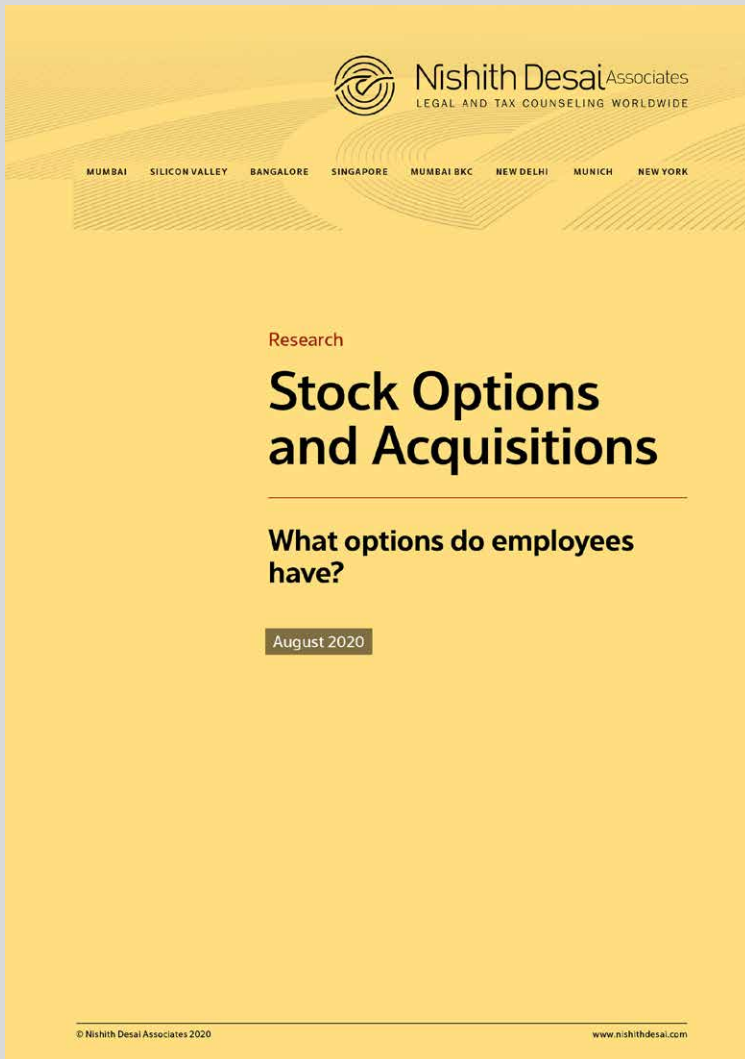 Nishith Desai Associates
LEGAL AND TAX COUNSELING WORLDWIDE
MUMBAI SILICON VALLEY BANGALORE SINGAPORE MUMBAI BKC NEW DELHI MUNICH NEW YORK
Research
Stock Options
and Acquisitions
What options do employees
have?
August 2020
© Nishith Desai Associates 2020 www.nishithdesai.com